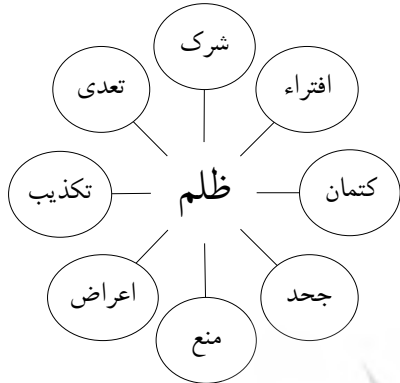 شرک
افتراء
تعدی
کتمان
ظلم
تکذیب
جحد
اعراض
منع